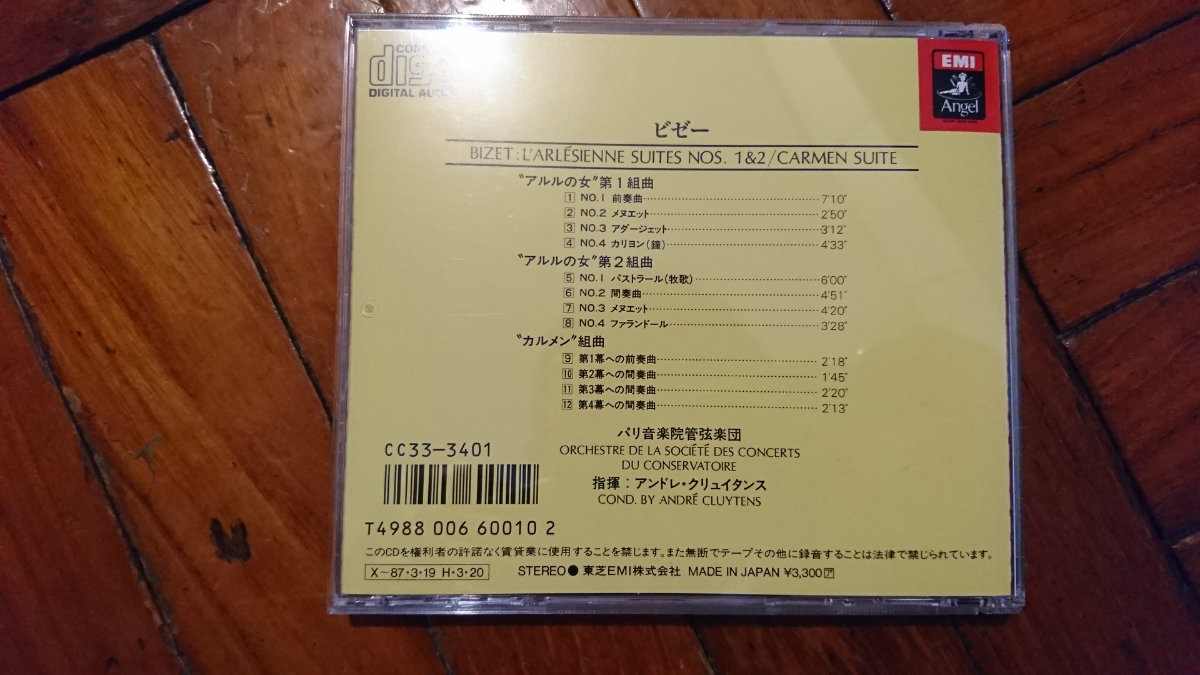 DIGITAL AUDIO
EMI
Angel
ビゼー
BIZET: L'ARLÉSIENNE SUITES NOS. 1&2/CARMEN SUITE
"アルルの女"第1組曲
1 NO.1 前奏曲 7'10"
2 NO.2 メヌエット 2'50"
3 NO.3 アダージェット 3'12"
4 NO.4 カリヨン(鐘) 4'33"
"アルルの女"第2組曲
5 NO.1 パストラール(牧歌) 6'00"
6 NO.2 間奏曲 4'51"
7 NO.3 メヌエット 4'20"
8 NO.4 ファランドール 3'28"
"カルメン"組曲
9 第1幕への前奏曲 2'18"
10 第2幕への間奏曲 1'45"
11 第3幕への間奏曲 2'20"
12 第4幕への間奏曲 2'13"
パリ音楽院管弦楽団
ORCHESTRE DE LA SOCIÉTÉ DES CONCERTS
DU CONSERVATOIRE
指揮：アンドレ・クリュイタンス
COND. BY ANDRÉ CLUYTENS
CC33-3401
T4988 006 60010 2
このCDを権利者の許諾なく賃貸業に使用することを禁じます。また無断でテープその他に録音することは法律で禁じられています。
X~87・3・19 H・3・20 STEREO● 東芝EMI株式会社 MADE IN JAPAN ¥3,300ア